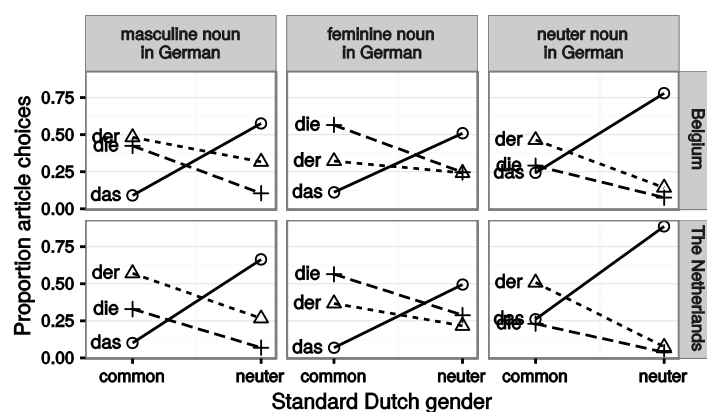 masculine noun
in German
feminine noun
in German
neuter noun
in German
Proportion article choices
0.75
0.50
0.25
0.00
der
die
das
die
der
das
der
die
das
Belgium
0.75
0.50
0.25
0.00
der
die
das
die
der
das
der
das
die
The Netherlands
common
neuter
common
neuter
common
neuter
Standard Dutch gender